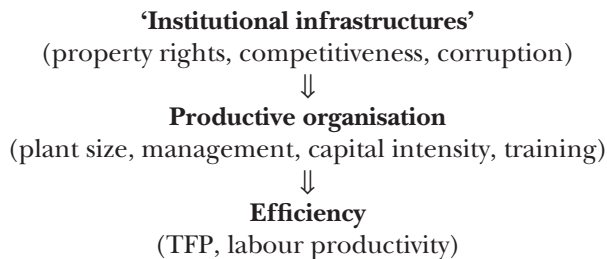 ‘Institutional infrastructures’
(property rights, competitiveness, corruption)
⇓
Productive organisation
(plant size, management, capital intensity, training)
⇓
Efficiency
(TFP, labour productivity)